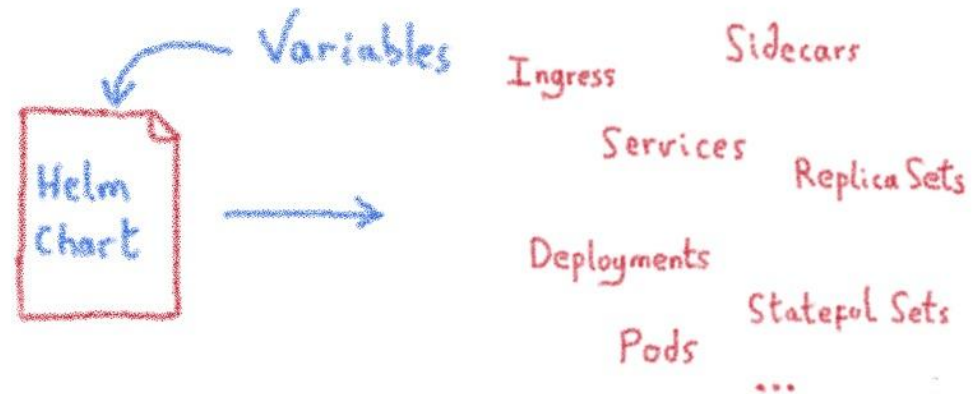 Variables
Helm
Chart
Ingress
Sidecars
Services
Replica Sets
Deployments
Stateful Sets
Pods
...